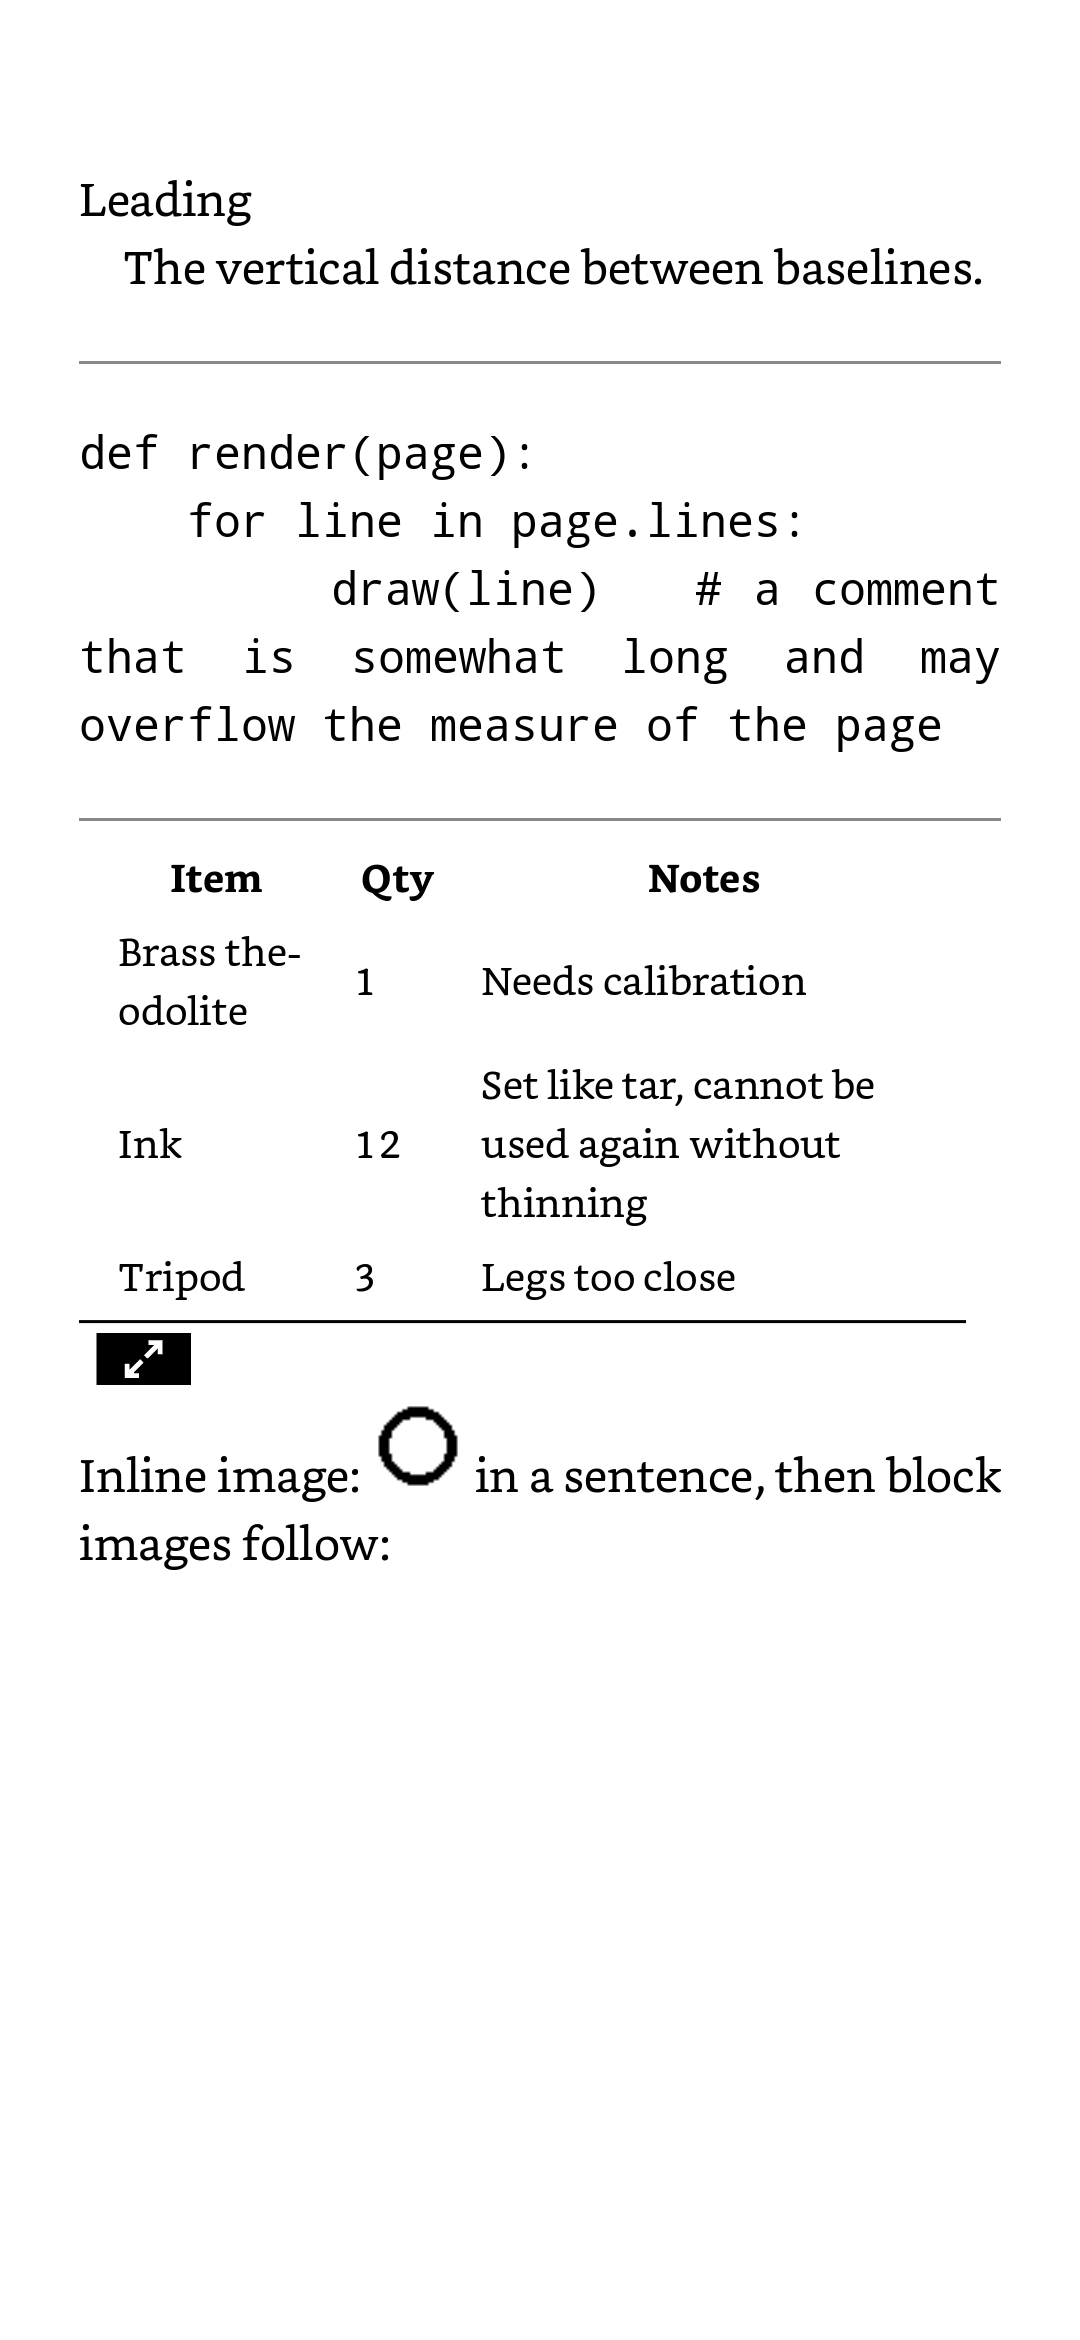 Leading
The vertical distance between baselines.
def render(page):
    for line in page.lines:
        draw(line)   # a comment
that is somewhat long and may
overflow the measure of the page
Item Qty Notes
Brass the-
odolite
1
Needs calibration
Ink
12
Set like tar, cannot be
used again without
thinning
Tripod 3 Legs too close
Inline image: in a sentence, then block
images follow: